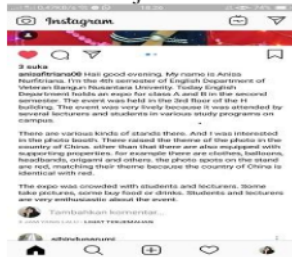 Instagram
3 suka
anisafitriana09 Haii good evening. My name is Anisa
Nurfitriana. I'm the 4th semester of English Department of
Veteran Bangun Nusantara University. Today English
Department holds an expo for class A and B in the second
semester. The event was held in the 3rd floor of the H
building. The event was very lively because it was attended by
several lecturers and students in various study programs on
campus.
There are various kinds of stands there. And I was interested
in the photo booth. There raised the theme of the photo in the
country of China. other than that there are also equipped with
supporting properties. for example there are clothes, balloons,
headbands, origami and others. the photo spots on the stand
are red, matching their theme because the country of China is
identical with red.
The expo was crowded with students and lecturers. Some
take pictures, some buy food or drinks. Students and lecturers
are very enthusiastic about the event.
Tambahkan komentar...
LIHAT TERJEMAHAN